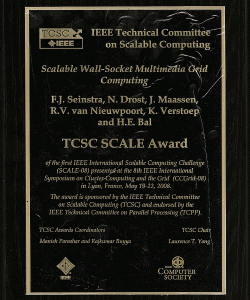 TCSC
IEEE
IEEE Technical Committee
on Scalable Computing
Scalable Wall-Socket Multimedia Grid
Computing
F.J. Seinstra, N. Drost, J. Maassen,
R.V. van Nieuwpoort, K. Verstoep
and H.E. Bal
TCSC SCALE Award
of the first IEEE International Scalable Computing Challenge
(SCALE-08) presented at the 8th IEEE International
Symposium on Cluster Computing and the Grid (CCGrid-08)
in Lyon, France, May 19-22, 2008.
The award is sponsored by the IEEE Technical Committee
on Scalable Computing (TCSC) and endorsed by the
IEEE Technical Committee on Parallel Processing (TCPP).
TCSC Awards Coordinators
TCSC Chair
Manish Parashar and Rajkumar Buyya
Laurence T. Yang
IEEE
COMPUTER
SOCIETY